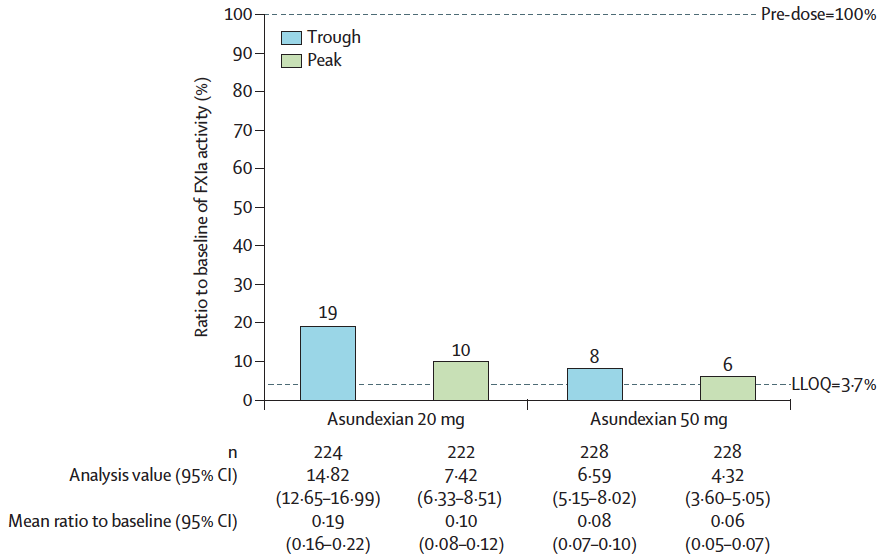 Pre-dose=100%
Trough
Peak
Ratio to baseline of FXIa activity (%)
100
90
80
70
60
50
40
30
20
10
0
19
10
8
6
LLOQ=3·7%
Asundexian 20 mg Asundexian 50 mg
n 224 222 228 228
Analysis value (95% CI) 14·82 7·42 6·59 4·32
(12·65–16·99) (6·33–8·51) (5·15–8·02) (3·60–5·05)
Mean ratio to baseline (95% CI) 0·19 0·10 0·08 0·06
(0·16–0·22) (0·08–0·12) (0·07–0·10) (0·05–0·07)